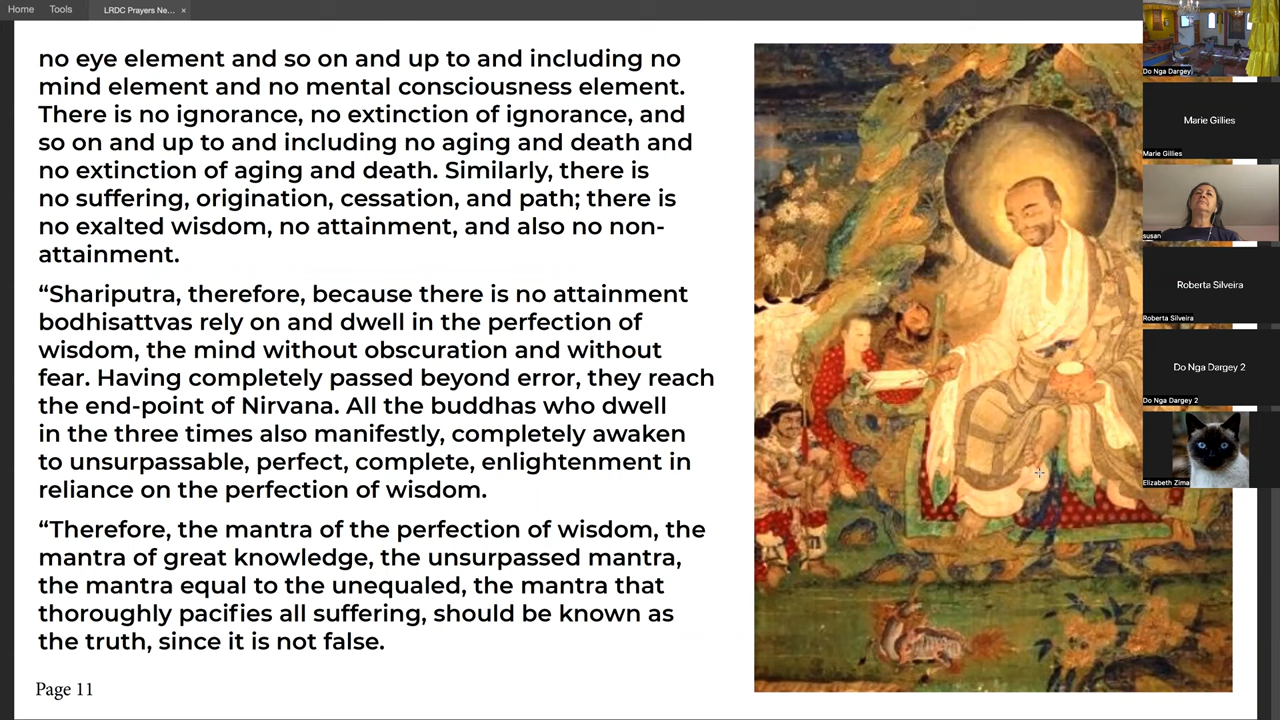 Home Tools LRDC Prayers Ne... ×
no eye element and so on and up to and including no
mind element and no mental consciousness element.
There is no ignorance, no extinction of ignorance, and
so on and up to and including no aging and death and
no extinction of aging and death. Similarly, there is
no suffering, origination, cessation, and path; there is
no exalted wisdom, no attainment, and also no non-
attainment.
“Shariputra, therefore, because there is no attainment
bodhisattvas rely on and dwell in the perfection of
wisdom, the mind without obscuration and without
fear. Having completely passed beyond error, they reach
the end-point of Nirvana. All the buddhas who dwell
in the three times also manifestly, completely awaken
to unsurpassable, perfect, complete, enlightenment in
reliance on the perfection of wisdom.
“Therefore, the mantra of the perfection of wisdom, the
mantra of great knowledge, the unsurpassed mantra,
the mantra equal to the unequaled, the mantra that
thoroughly pacifies all suffering, should be known as
the truth, since it is not false.
Page 11
Do Nga Dargey
Marie Gillies
Marie Gillies
susan
Roberta Silveira
Roberta Silveira
Do Nga Dargey 2
Do Nga Dargey 2
Elizabeth Zima